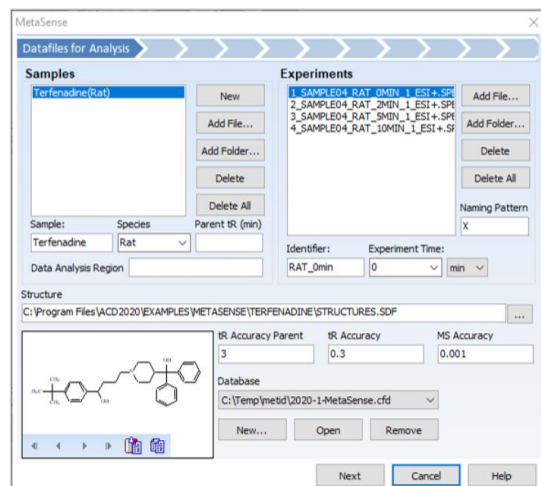 MetaSense
Datafiles for Analysis
Samples
Terfenadine(Rat)
New
Add File...
Add Folder...
Delete
Delete All
Sample:
Species
Parent tR (min)
Terfenadine
Rat
Data Analysis Region
Experiments
1_SAMPLE04_RAT_0MIN_1_ESI+.SPE
2_SAMPLE04_RAT_2MIN_1_ESI+.SPE
3_SAMPLE04_RAT_5MIN_1_ESI+.SPE
4_SAMPLE04_RAT_10MIN_1_ESI+.SF
Add File...
Add Folder...
Delete
Delete All
Naming Pattern
X
Identifier:
Experiment Time:
RAT_0min
0
min
Structure
C:\Program Files\ACD2020\EXAMPLES\METASENSE\TERFENADINE\STRUCTURES.SDF
...
CH₃
H₃C
CH₃
OH
N
OH
tR Accuracy Parent
tR Accuracy
MS Accuracy
3
0.3
0.001
Database
C:\Temp\metid\2020-1-MetaSense.cfd
New...
Open
Remove
Next
Cancel
Help